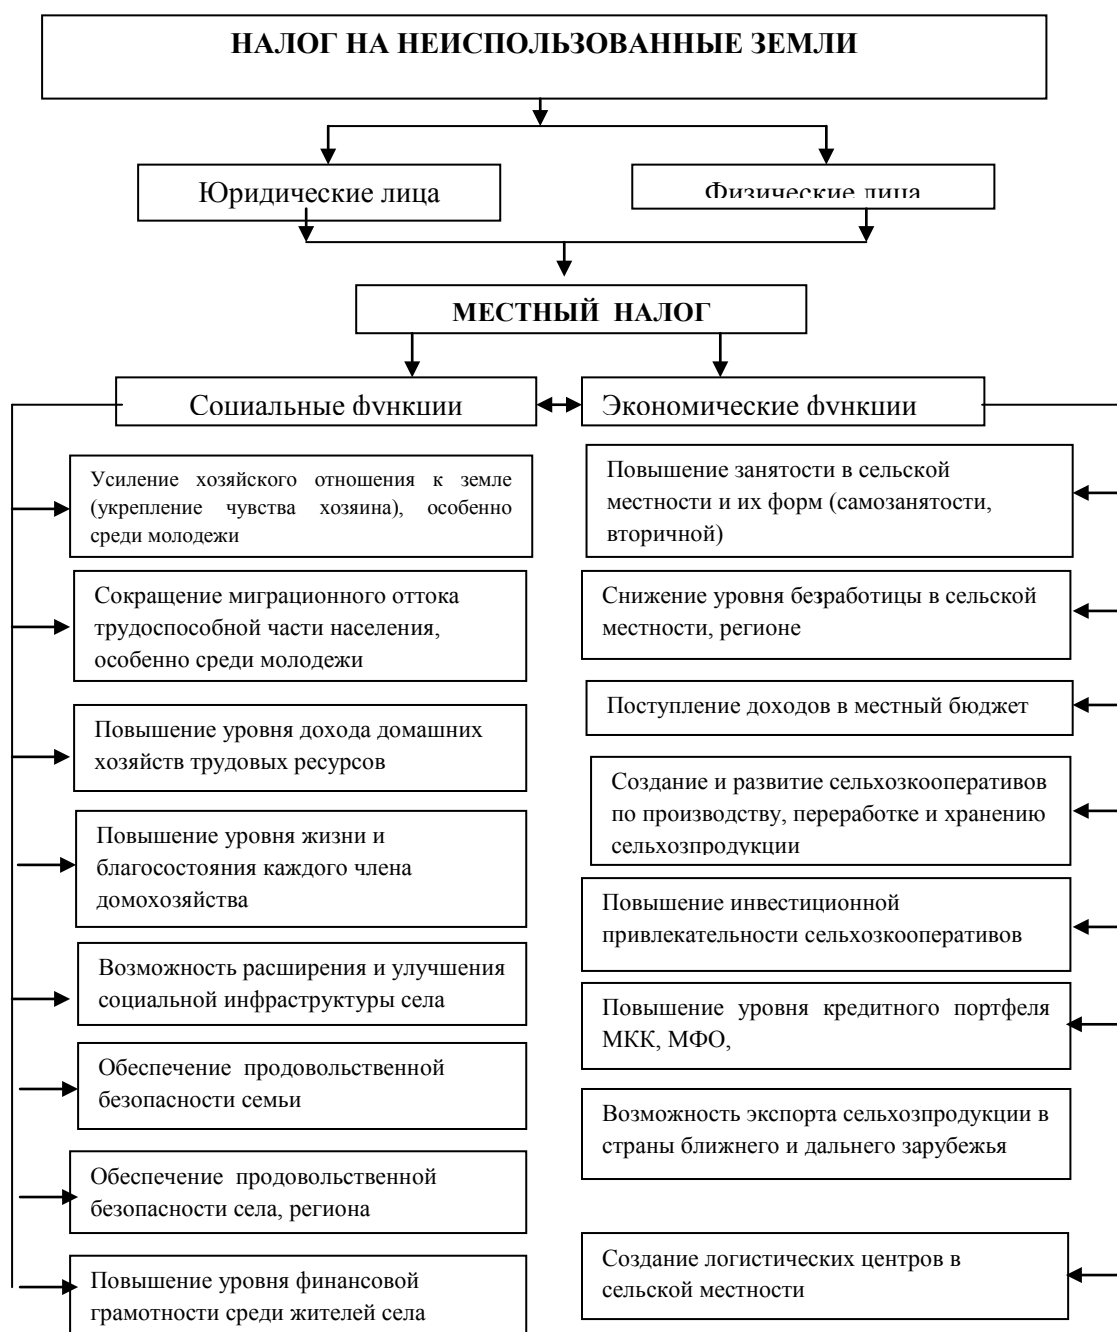 НАЛОГ НА НЕИСПОЛЬЗОВАННЫЕ ЗЕМЛИ
Юридические лица
Физические лица
МЕСТНЫЙ НАЛОГ
Социальные функции
Экономические функции
Усиление хозяйского отношения к земле
(укрепление чувства хозяина), особенно
среди молодежи
Сокращение миграционного оттока
трудоспособной части населения,
особенно среди молодежи
Повышение уровня дохода домашних
хозяйств трудовых ресурсов
Повышение уровня жизни и
благосостояния каждого члена
домохозяйства
Возможность расширения и улучшения
социальной инфраструктуры села
Обеспечение продовольственной
безопасности семьи
Обеспечение продовольственной
безопасности села, региона
Повышение уровня финансовой
грамотности среди жителей села
Повышение занятости в сельской
местности и их форм (самозанятости,
вторичной)
Снижение уровня безработицы в сельской
местности, регионе
Поступление доходов в местный бюджет
Создание и развитие сельхозкооперативов
по производству, переработке и хранению
сельхозпродукции
Повышение инвестиционной
привлекательности сельхозкооперативов
Повышение уровня кредитного портфеля
МКК, МФО,
Возможность экспорта сельхозпродукции в
страны ближнего и дальнего зарубежья
Создание логистических центров в
сельской местности